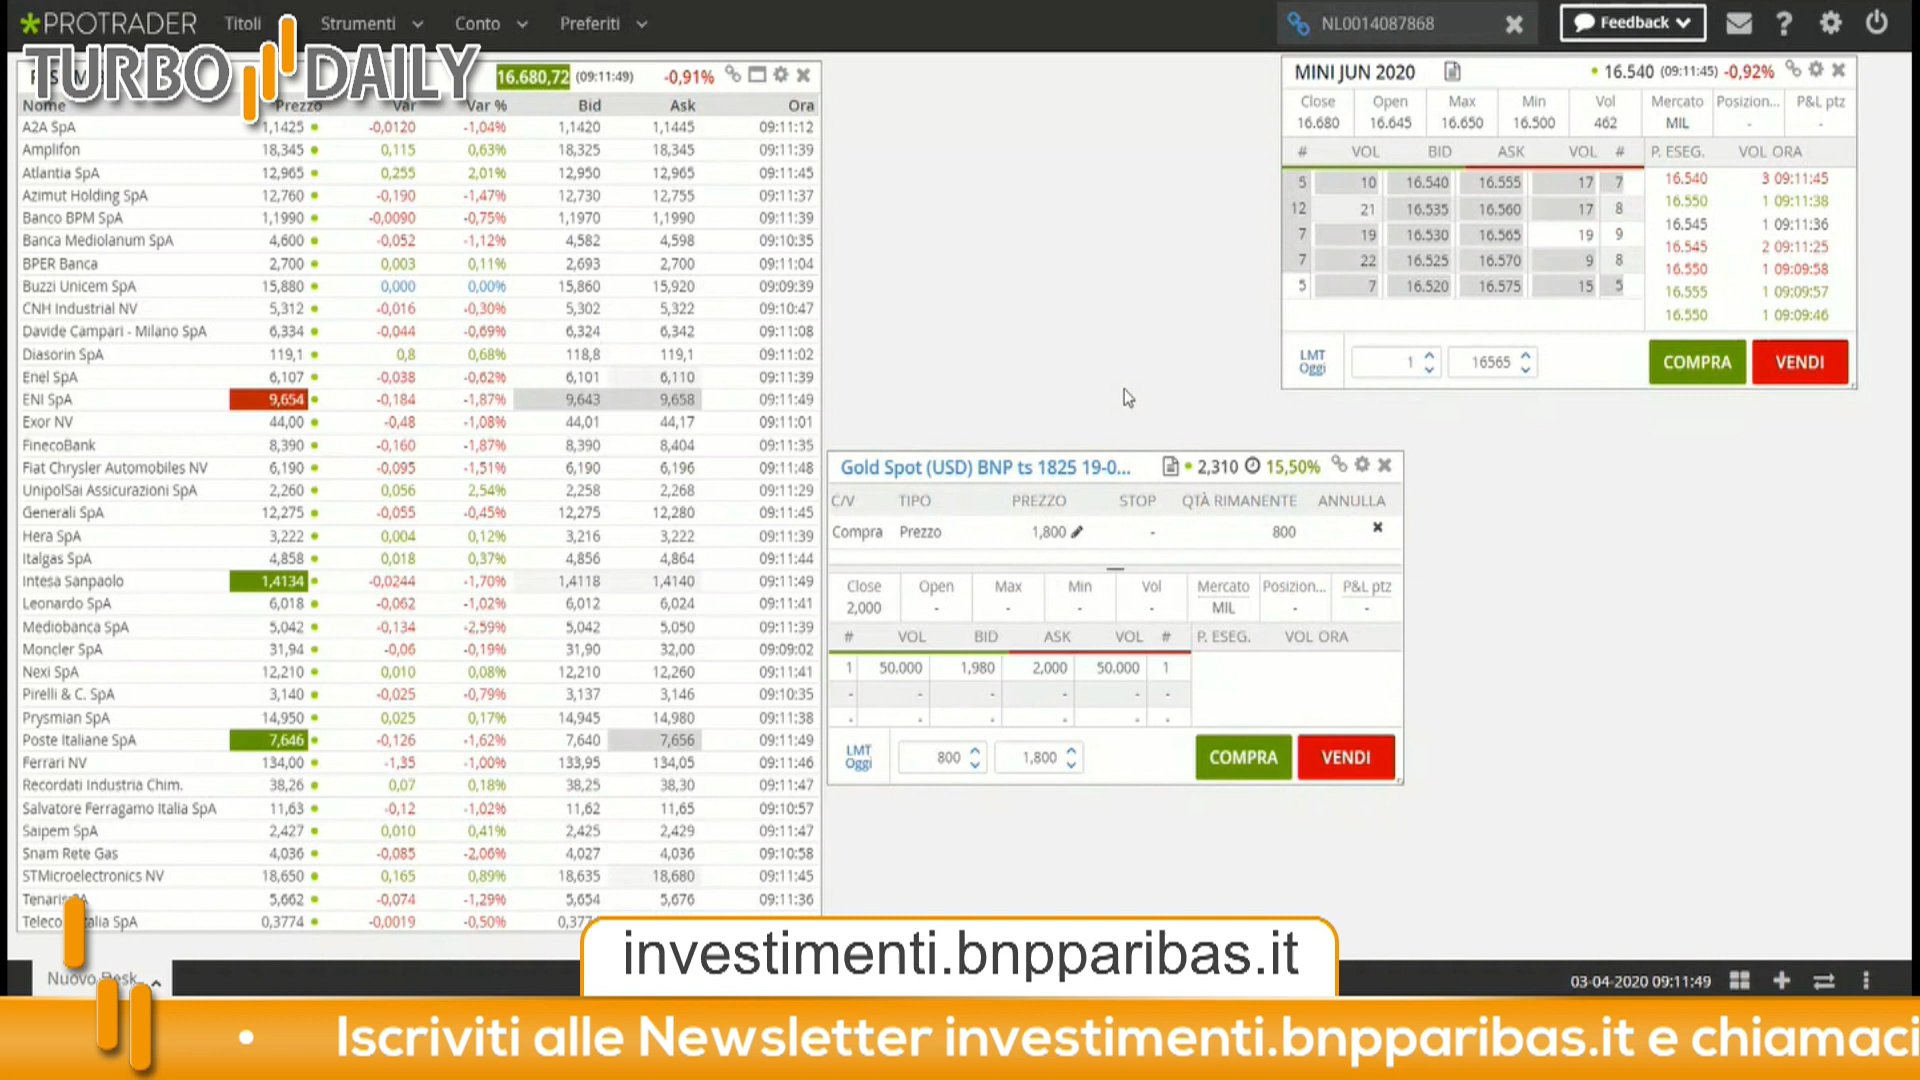 PROTRADER Titoli Strumenti Conto Preferiti NL0014087868 Feedback
TURBO DAILY
16.680,72 (09:11:49) -0,91%
Nome Prezzo Var Var % Bid Ask Ora
A2A SpA 1,1425 -0,0120 -1,04% 1,1420 1,1445 09:11:12
Amplifon 18,345 0,115 0,63% 18,325 18,345 09:11:39
Atlantia SpA 12,965 0,255 2,01% 12,950 12,965 09:11:45
Azimut Holding SpA 12,760 -0,190 -1,47% 12,730 12,755 09:11:37
Banco BPM SpA 1,1990 -0,0090 -0,75% 1,1970 1,1990 09:11:39
Banca Mediolanum SpA 4,600 -0,052 -1,12% 4,582 4,598 09:10:35
BPER Banca 2,700 0,003 0,11% 2,693 2,700 09:11:04
Buzzi Unicem SpA 15,880 0,000 0,00% 15,860 15,920 09:09:39
CNH Industrial NV 5,312 -0,016 -0,30% 5,302 5,322 09:10:47
Davide Campari - Milano SpA 6,334 -0,044 -0,69% 6,324 6,342 09:11:08
Diasorin SpA 119,1 0,8 0,68% 118,8 119,1 09:11:02
Enel SpA 6,107 -0,038 -0,62% 6,101 6,110 09:11:39
ENI SpA 9,654 -0,184 -1,87% 9,643 9,658 09:11:49
Exor NV 44,00 -0,48 -1,08% 44,01 44,17 09:11:01
FinecoBank 8,390 -0,160 -1,87% 8,390 8,404 09:11:35
Fiat Chrysler Automobiles NV 6,190 -0,095 -1,51% 6,190 6,196 09:11:48
UnipolSai Assicurazioni SpA 2,260 0,056 2,54% 2,258 2,268 09:11:29
Generali SpA 12,275 -0,055 -0,45% 12,275 12,280 09:11:45
Hera SpA 3,222 0,004 0,12% 3,216 3,222 09:11:39
Italgas SpA 4,858 0,018 0,37% 4,856 4,864 09:11:44
Intesa Sanpaolo 1,4134 -0,0244 -1,70% 1,4118 1,4140 09:11:49
Leonardo SpA 6,018 -0,062 -1,02% 6,012 6,024 09:11:41
Mediobanca SpA 5,042 -0,134 -2,59% 5,042 5,050 09:11:39
Moncler SpA 31,94 -0,06 -0,19% 31,90 32,00 09:09:02
Nexi SpA 12,210 0,010 0,08% 12,210 12,260 09:11:41
Pirelli & C. SpA 3,140 -0,025 -0,79% 3,137 3,146 09:10:35
Prysmian SpA 14,950 0,025 0,17% 14,945 14,980 09:11:38
Poste Italiane SpA 7,646 -0,126 -1,62% 7,640 7,656 09:11:49
Ferrari NV 134,00 -1,35 -1,00% 133,95 134,05 09:11:46
Recordati Industria Chim. 38,26 0,07 0,18% 38,25 38,30 09:11:47
Salvatore Ferragamo Italia SpA 11,63 -0,12 -1,02% 11,62 11,65 09:10:57
Saipem SpA 2,427 0,010 0,41% 2,425 2,429 09:11:47
Snam Rete Gas 4,036 -0,085 -2,06% 4,027 4,036 09:10:58
STMicroelectronics NV 18,650 0,165 0,89% 18,635 18,680 09:11:45
Tenaris 5,662 -0,074 -1,29% 5,654 5,676 09:11:36
SpA 0,3774 -0,0019 -0,50%
MINI JUN 2020 16.540 (09:11:45) -0,92%
Close Open Max Min Vol Mercato Posizion... P&L ptz
16.680 16.645 16.650 16.500 462 MIL - -
# VOL BID ASK VOL # P. ESEG. VOL ORA
5 10 16.540 16.555 17 7
12 21 16.535 16.560 17 8
7 19 16.530 16.565 19 9
7 22 16.525 16.570 9 8
5 7 16.520 16.575 15 5
16.540 3 09:11:45
16.550 1 09:11:38
16.545 1 09:11:36
16.545 2 09:11:25
16.550 1 09:09:58
16.555 1 09:09:57
16.550 1 09:09:46
LMT Oggi 1 16565 COMPRA VENDI
Gold Spot (USD) BNP ts 1825 19-0... 2,310 15,50%
C/V TIPO PREZZO STOP QTÀ RIMANENTE ANNULLA
Compra Prezzo 1,800 - 800
Close Open Max Min Vol Mercato Posizion... P&L ptz
2,000 - - - - MIL - -
# VOL BID ASK VOL # P. ESEG. VOL ORA
1 50.000 1,980 2,000 50.000 1
- - - - - -
- - - - - -
LMT Oggi 800 1,800 COMPRA VENDI
investimenti.bnpparibas.it
Nuovo Desk 03-04-2020 09:11:49
• Iscriviti alle Newsletter investimenti.bnpparibas.it e chiamaci